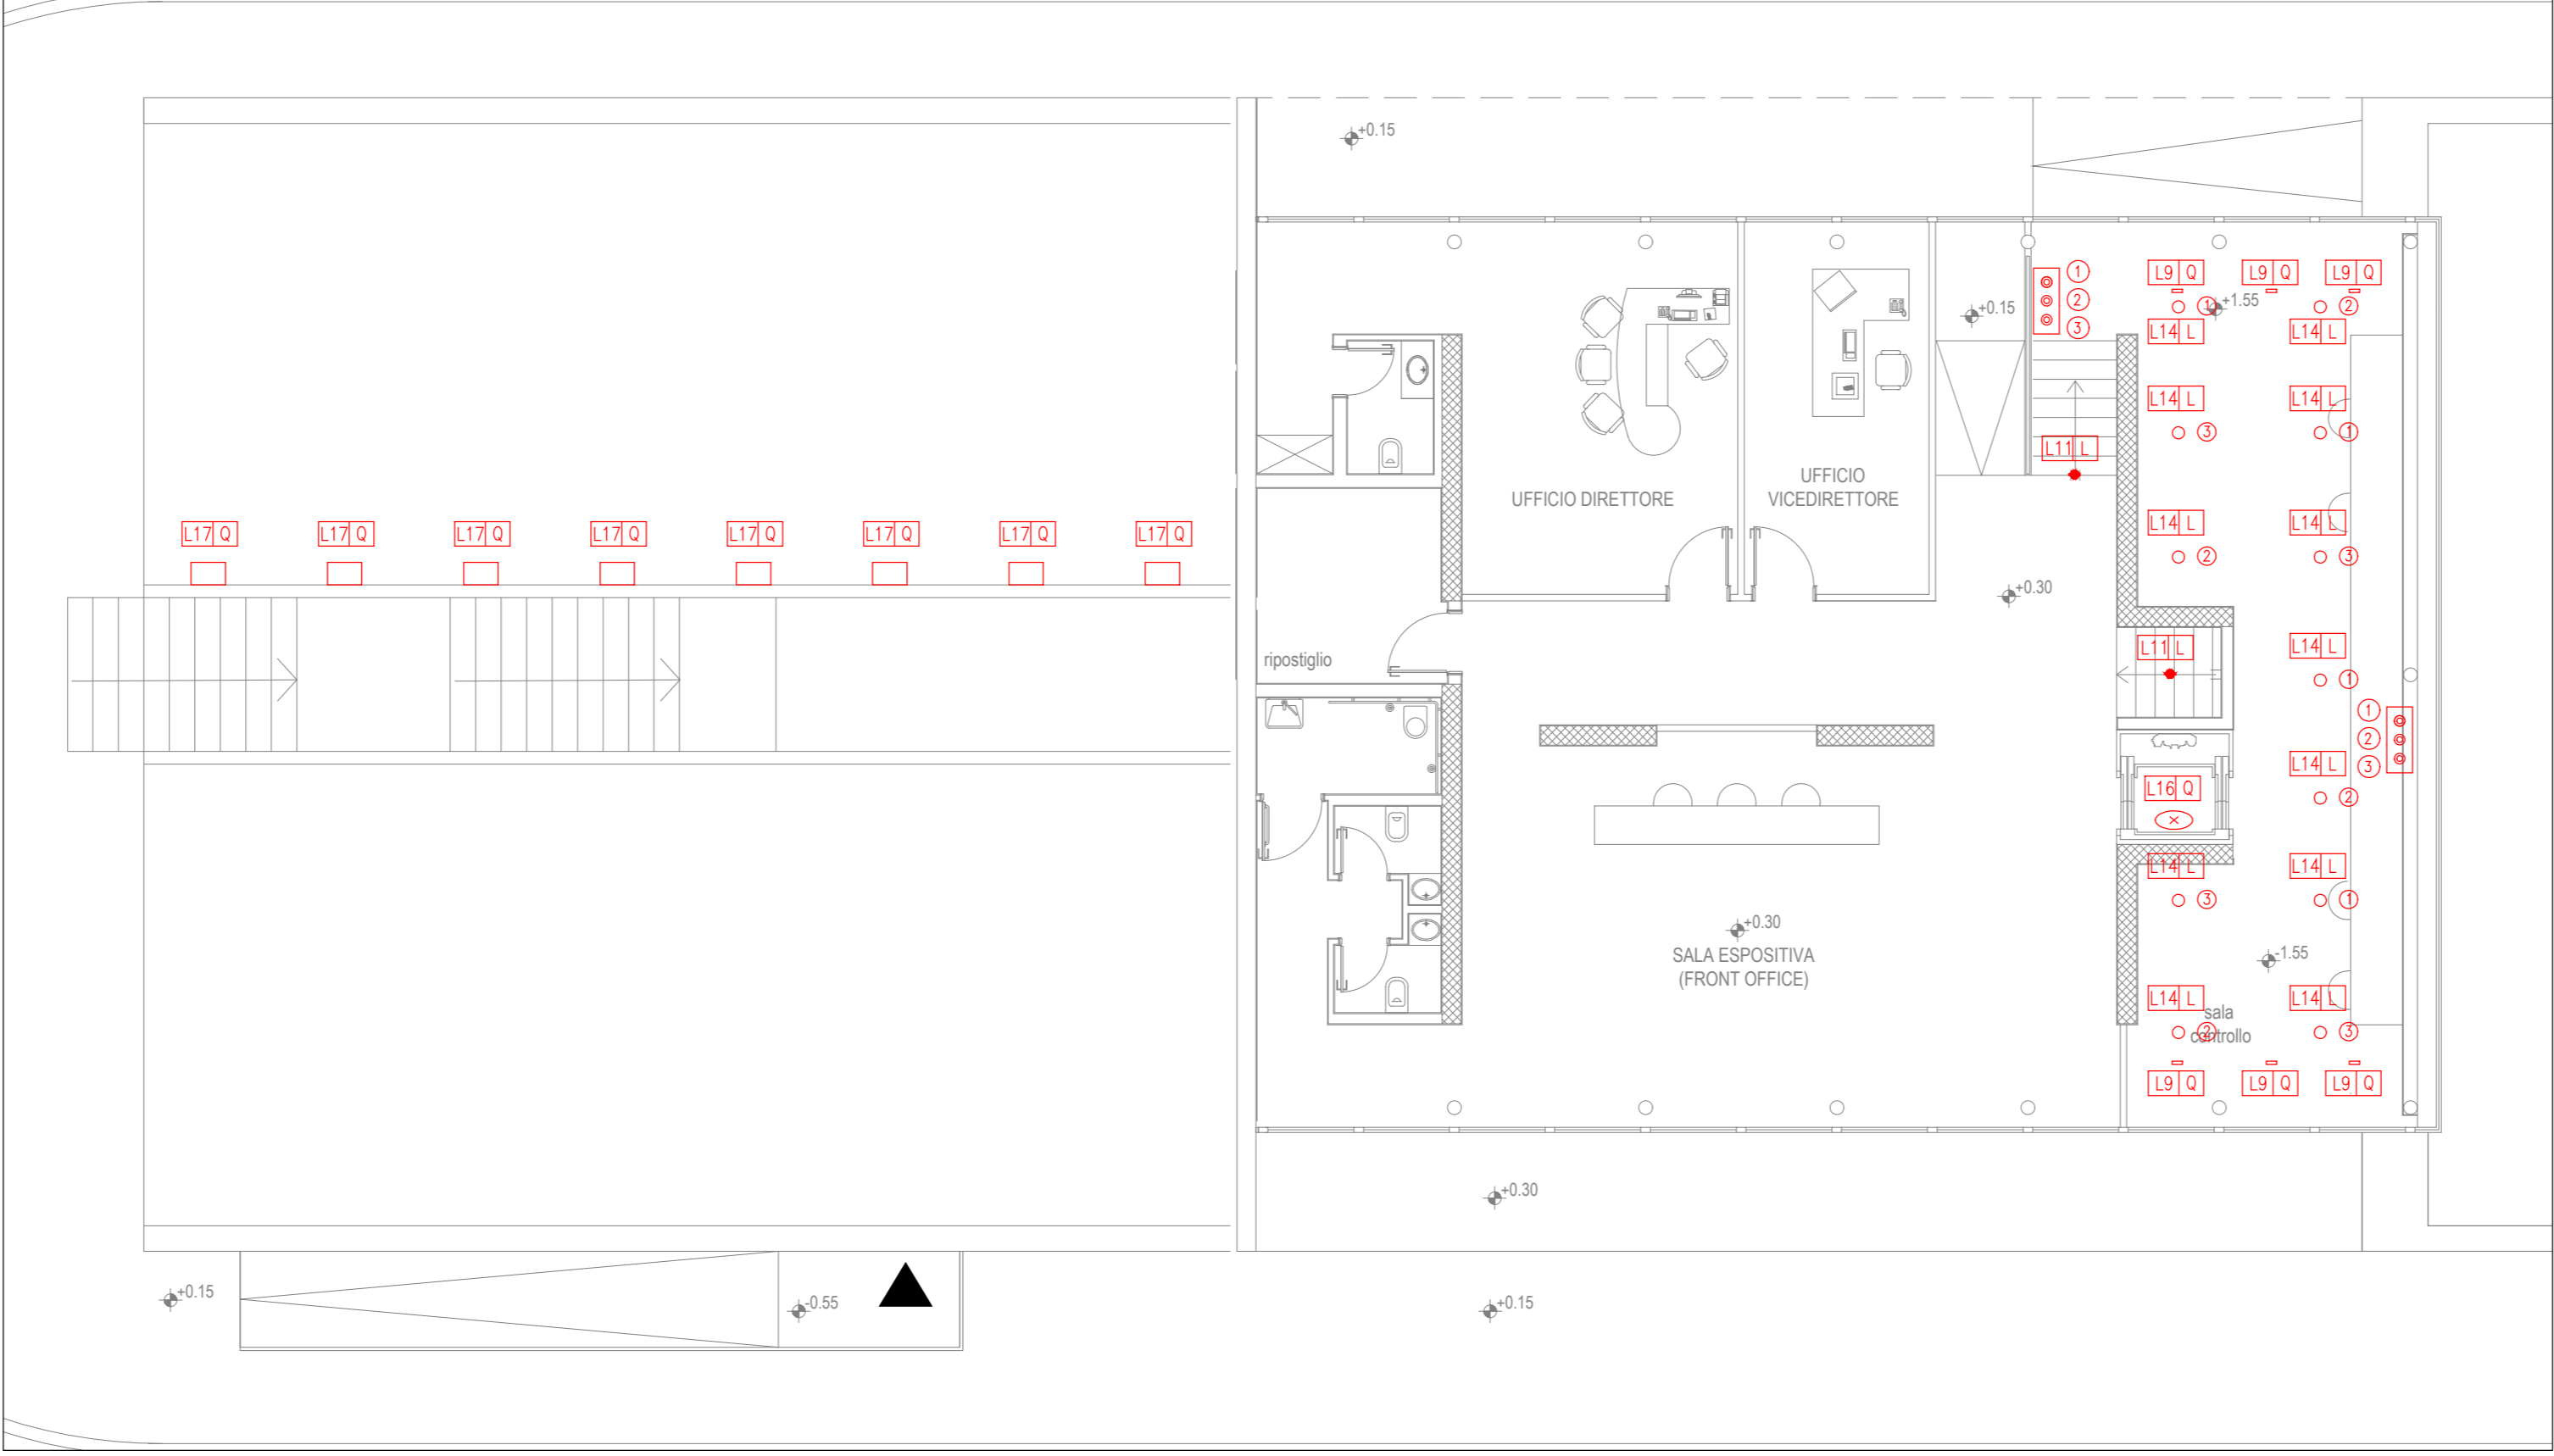 +0.15
L9 Q
L9 Q
L9 Q
1
2
3
+0.15
1
+1.55
2
L14 L
L14 L
L14 L
L14 L
3
1
L11 L
UFFICIO DIRETTORE
UFFICIO
VICEDIRETTORE
L17 Q
L17 Q
L17 Q
L17 Q
L17 Q
L17 Q
L17 Q
L17 Q
L14 L
L14 L
2
3
+0.30
ripostiglio
L11 L
L14 L
1
1
2
3
L14 L
2
L16 Q
L14 L
L14 L
3
1
+0.30
SALA ESPOSITIVA
(FRONT OFFICE)
-1.55
L14 L
L14 L
sala
controllo
2
3
L9 Q
L9 Q
L9 Q
+0.30
+0.15
-0.55
+0.15